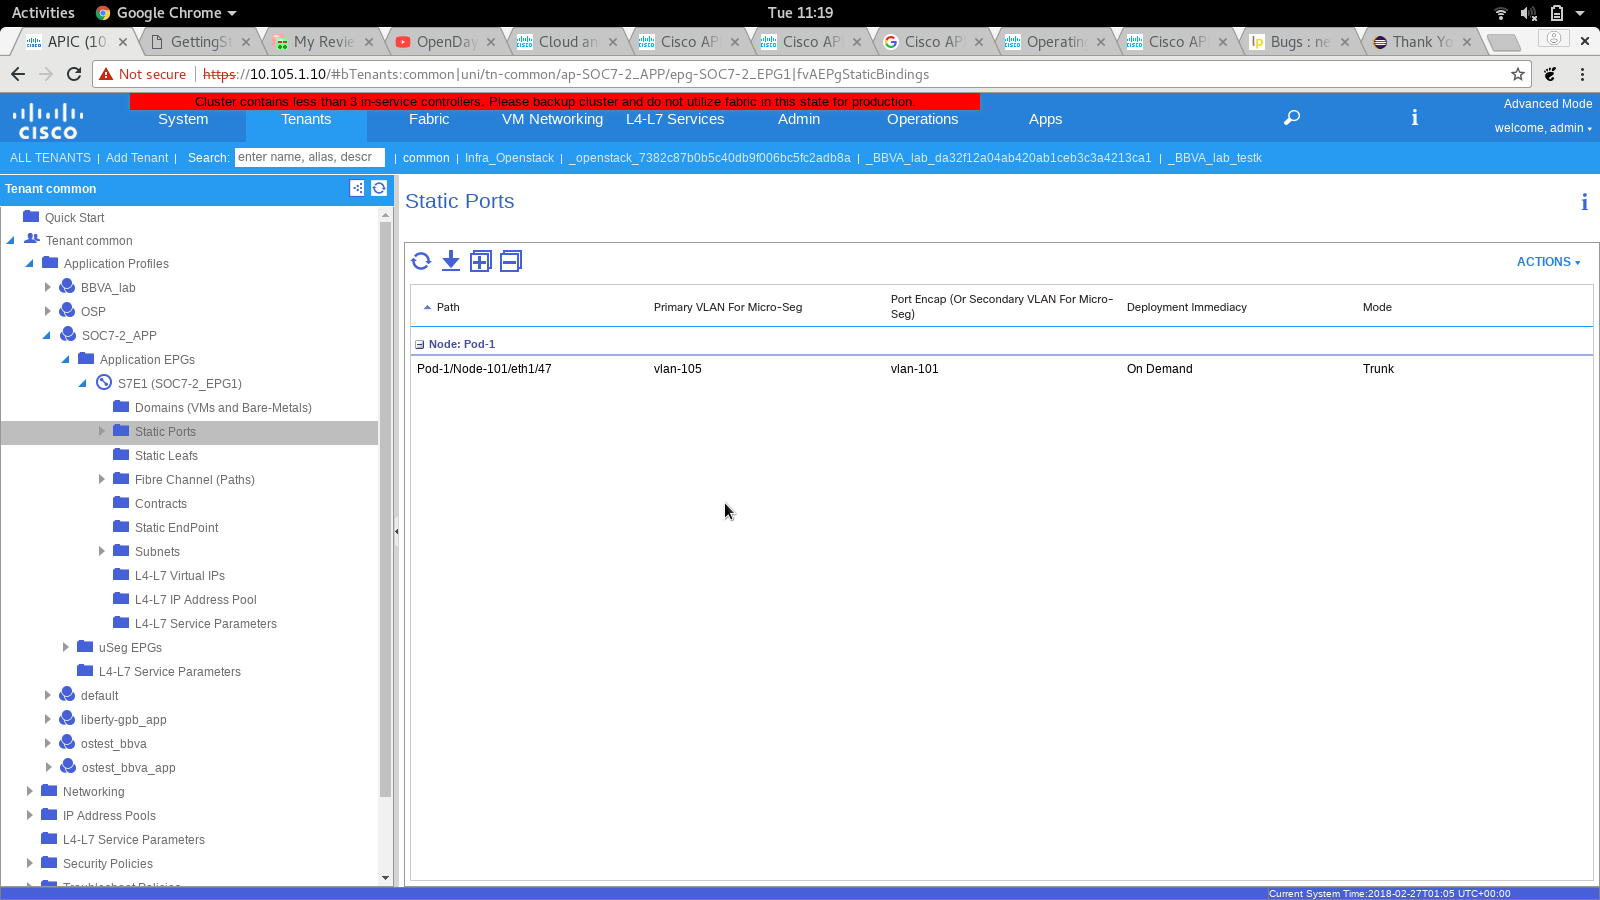 Activities Google Chrome Tue 11:19
APIC (10. GettingSt My Revie OpenDay Cloud an Cisco AP Cisco AP Cisco AP Operating Cisco AP Bugs : ne Thank Yo
Not secure https://10.105.1.10/#bTenants:common|uni/tn-common/ap-SOC7-2_APP/epg-SOC7-2_EPG1|fvAEPgStaticBindings
Cluster contains less than 3 in-service controllers. Please backup cluster and do not utilize fabric in this state for production.
Advanced Mode
CISCO
System Tenants Fabric VM Networking L4-L7 Services Admin Operations Apps
welcome, admin
ALL TENANTS | Add Tenant | Search: enter name, alias, descr | common | Infra_Openstack | _openstack_7382c87b0b5c40db9f006bc5fc2adb8a | _BBVA_lab_da32f12a04ab420ab1ceb3c3a4213ca1 | _BBVA_lab_testk
Tenant common
Quick Start
Tenant common
Application Profiles
BBVA_lab
OSP
SOC7-2_APP
Application EPGs
S7E1 (SOC7-2_EPG1)
Domains (VMs and Bare-Metals)
Static Ports
Static Leafs
Fibre Channel (Paths)
Contracts
Static EndPoint
Subnets
L4-L7 Virtual IPs
L4-L7 IP Address Pool
L4-L7 Service Parameters
uSeg EPGs
L4-L7 Service Parameters
default
liberty-gpb_app
ostest_bbva
ostest_bbva_app
Networking
IP Address Pools
L4-L7 Service Parameters
Security Policies
Troubleshoot Policies
Static Ports
i
ACTIONS
Path Primary VLAN For Micro-Seg Port Encap (Or Secondary VLAN For Micro-Seg) Deployment Immediacy Mode
Node: Pod-1
Pod-1/Node-101/eth1/47 vlan-105 vlan-101 On Demand Trunk
Current System Time:2018-02-27T01:05 UTC+00:00